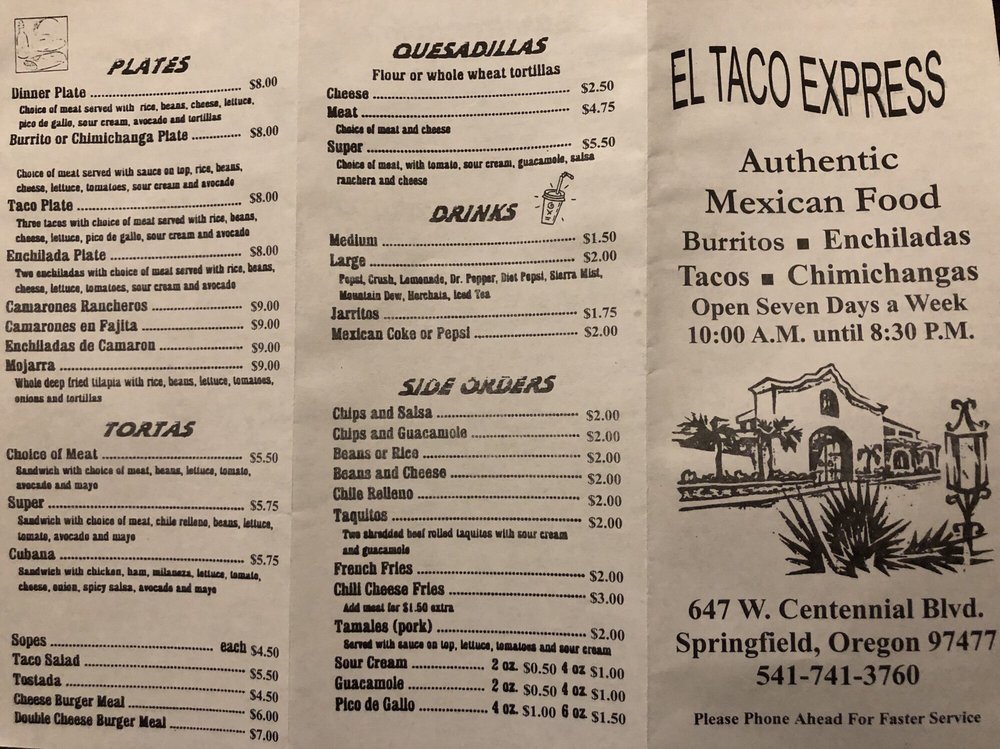 PLATES
Dinner Plate ........ $8.00
Choice of meat served with rice, beans, cheese, lettuce,
pico de gallo, sour cream, avocado and tortillas
Burrito or Chimichanga Plate ........ $8.00
Choice of meat served with sauce on top, rice, beans,
cheese, lettuce, tomatoes, sour cream and avocado
Taco Plate ........ $8.00
Three tacos with choice of meat served with rice, beans,
cheese, lettuce, pico de gallo, sour cream and avocado
Enchilada Plate ........ $8.00
Two enchiladas with choice of meat served with rice, beans,
cheese, lettuce, tomatoes, sour cream and avocado
Camarones Rancheros ........ $9.00
Camarones en Fajita ........ $9.00
Enchiladas de Camaron ........ $9.00
Mojarra ........ $9.00
Whole deep fried tilapia with rice, beans, lettuce, tomatoes,
onions and tortillas
TORTAS
Choice of Meat ........ $5.50
Sandwich with choice of meat, beans, lettuce, tomato,
avocado and mayo
Super ........ $5.75
Sandwich with choice of meat, chile relleno, beans, lettuce,
tomato, avocado and mayo
Cubana ........ $5.75
Sandwich with chicken, ham, milaneza, lettuce, tomato,
cheese, onion, spicy salsa, avocado and mayo
Sopes ........ each $4.50
Taco Salad ........ $5.50
Tostada ........ $4.50
Cheese Burger Meal ........ $6.00
Double Cheese Burger Meal ........ $7.00
QUESADILLAS
Flour or whole wheat tortillas
Cheese ........ $2.50
Meat ........ $4.75
Choice of meat and cheese
Super ........ $5.50
Choice of meat, with tomato, sour cream, guacamole, salsa
ranchera and cheese
DRINKS
Medium ........ $1.50
Large ........ $2.00
Pepsi, Crush, Lemonade, Dr. Pepper, Diet Pepsi, Sierra Mist,
Mountain Dew, Horchata, Iced Tea
Jarritos ........ $1.75
Mexican Coke or Pepsi ........ $2.00
SIDE ORDERS
Chips and Salsa ........ $2.00
Chips and Guacamole ........ $2.00
Beans or Rice ........ $2.00
Beans and Cheese ........ $2.00
Chile Relleno ........ $2.00
Taquitos ........ $2.00
Two shredded beef rolled taquitos with sour cream
and guacamole
French Fries ........ $2.00
Chili Cheese Fries ........ $3.00
Add meat for $1.50 extra
Tamales (pork) ........ $2.00
Served with sauce on top, lettuce, tomatoes and sour cream
Sour Cream ........ 2 oz. $0.50 4 oz $1.00
Guacamole ........ 2 oz. $0.50 4 oz $1.00
Pico de Gallo ........ 4 oz. $1.00 6 oz $1.50
EL TACO EXPRESS
Authentic
Mexican Food
Burritos ■ Enchiladas
Tacos ■ Chimichangas
Open Seven Days a Week
10:00 A.M. until 8:30 P.M.
647 W. Centennial Blvd.
Springfield, Oregon 97477
541-741-3760
Please Phone Ahead For Faster Service